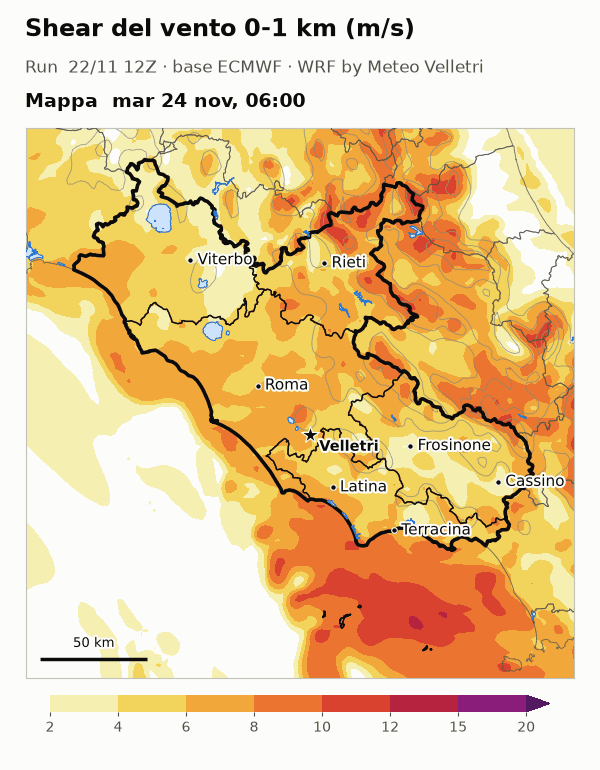 Shear del vento 0-1 km (m/s)
Run  22/11 12Z · base ECMWF · WRF by Meteo Velletri
Mappa  mar 24 nov, 06:00
Viterbo
Rieti
Roma
Velletri
Frosinone
Latina
Cassino
Terracina
50 km
2 4 6 8 10 12 15 20